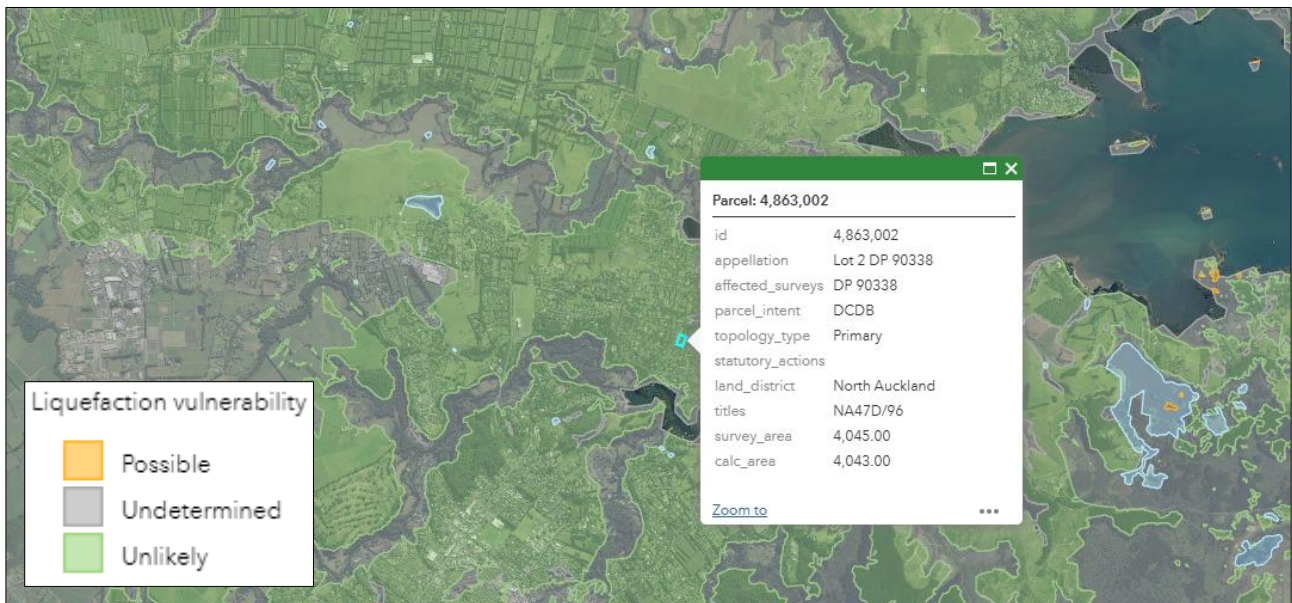 Parcel: 4,863,002
id 4,863,002
appellation Lot 2 DP 90338
affected_surveys DP 90338
parcel_intent DCDB
topology_type Primary
statutory_actions
land_district North Auckland
titles NA47D/96
survey_area 4,045.00
calc_area 4,043.00
Zoom to
Liquefaction vulnerability
Possible
Undetermined
Unlikely